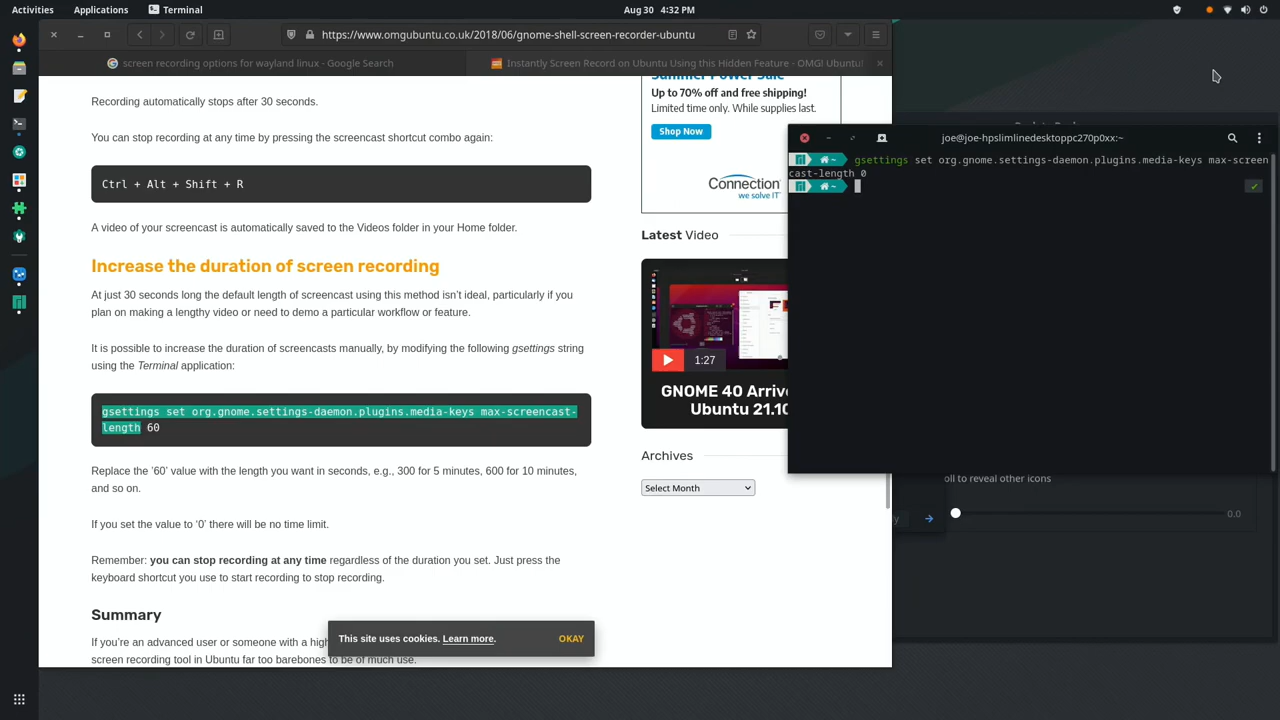 Activities
Applications
Terminal
Aug 30 4:32 PM
https://www.omgubuntu.co.uk/2018/06/gnome-shell-screen-recorder-ubuntu
screen recording options for wayland linux - Google Search
Instantly Screen Record on Ubuntu Using this Hidden Feature - OMG! Ubuntu!
Recording automatically stops after 30 seconds.
You can stop recording at any time by pressing the screencast shortcut combo again:
Ctrl + Alt + Shift + R
A video of your screencast is automatically saved to the Videos folder in your Home folder.
Increase the duration of screen recording
At just 30 seconds long the default length of screencast using this method isn't ideal, particularly if you
plan on making a lengthy video or need to demo a particular workflow or feature.
It is possible to increase the duration of screencasts manually, by modifying the following gsettings string
using the Terminal application:
gsettings set org.gnome.settings-daemon.plugins.media-keys max-screencast-
length 60
Replace the '60' value with the length you want in seconds, e.g., 300 for 5 minutes, 600 for 10 minutes,
and so on.
If you set the value to '0' there will be no time limit.
Remember: you can stop recording at any time regardless of the duration you set. Just press the
keyboard shortcut you use to start recording to stop recording.
Summary
If you're an advanced user or someone with a hig
screen recording tool in Ubuntu far too barebones to be of much use.
This site uses cookies. Learn more.
OKAY
Summer Power Sale
Up to 70% off and free shipping!
Limited time only. While supplies last.
Shop Now
Connection
we solve IT
Latest Video
1:27
GNOME 40 Arrive
Ubuntu 21.10
Archives
Select Month
joe@joe-hpslimlinedesktoppc270p0xx:~
~ gsettings set org.gnome.settings-daemon.plugins.media-keys max-screen
cast-length 0
~
oll to reveal other icons
0.0